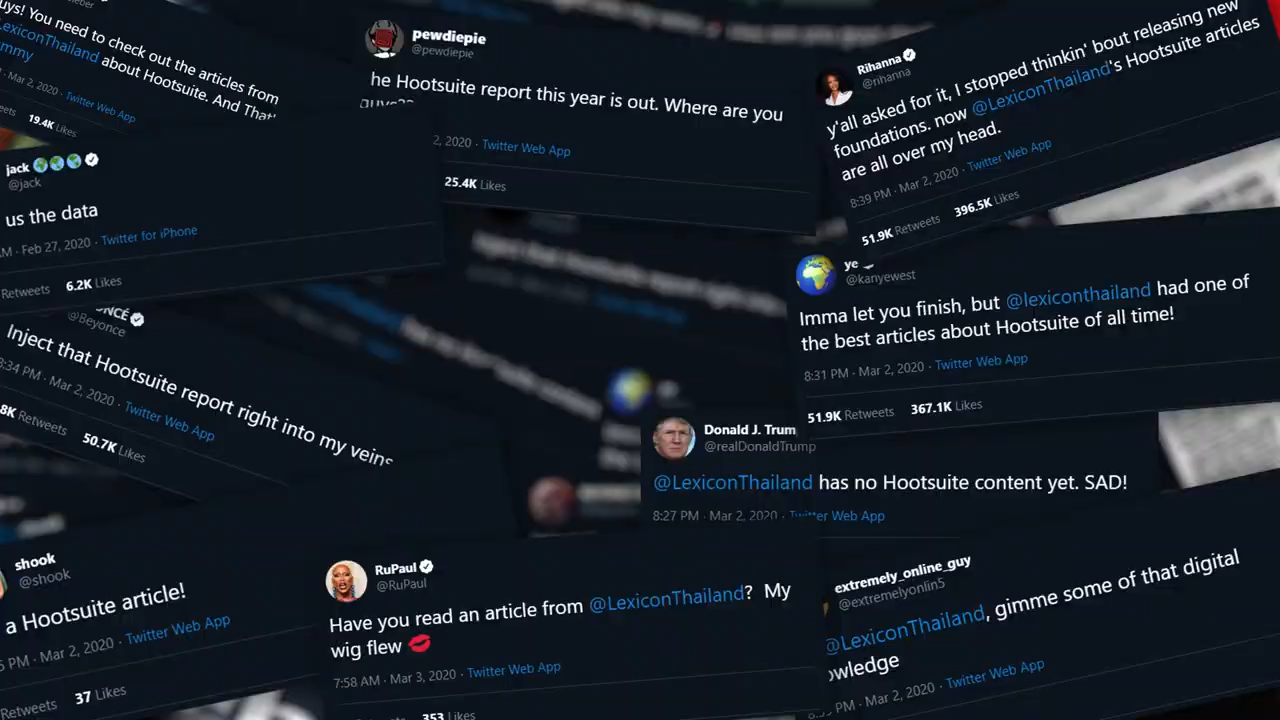 uys! You need to check out the articles from
LexiconThailand about Hootsuite. And That'
mmy
Mar 2, 2020 · Twitter Web App
19.4K Likes
pewdiepie
@pewdiepie
he Hootsuite report this year is out. Where are you
guys??
2, 2020 · Twitter Web App
25.4K Likes
Rihanna
@rihanna
y'all asked for it, I stopped thinkin' bout releasing new
foundations. now @LexiconThailand's Hootsuite articles
are all over my head.
8:39 PM · Mar 2, 2020 · Twitter Web App
51.9K Retweets 396.5K Likes
jack
@jack
us the data
AM · Feb 27, 2020 · Twitter for iPhone
Retweets 6.2K Likes
ye
@kanyewest
Imma let you finish, but @lexiconthailand had one of
the best articles about Hootsuite of all time!
8:31 PM · Mar 2, 2020 · Twitter Web App
51.9K Retweets 367.1K Likes
NCÉ
@Beyonce
Inject that Hootsuite report right into my veins
8:34 PM · Mar 2, 2020 · Twitter Web App
8K Retweets 50.7K Likes
Donald J. Trum
@realDonaldTrump
@LexiconThailand has no Hootsuite content yet. SAD!
8:27 PM · Mar 2, 2020 · Twitter Web App
shook
@shook
a Hootsuite article!
5 PM · Mar 2, 2020 · Twitter Web App
Retweets 37 Likes
RuPaul
@RuPaul
Have you read an article from @LexiconThailand? My
wig flew 💋
7:58 AM · Mar 3, 2020 · Twitter Web App
353 Likes
extremely_online_guy
@extremelyonlin5
@LexiconThailand, gimme some of that digital
owledge
PM · Mar 2, 2020 · Twitter Web App